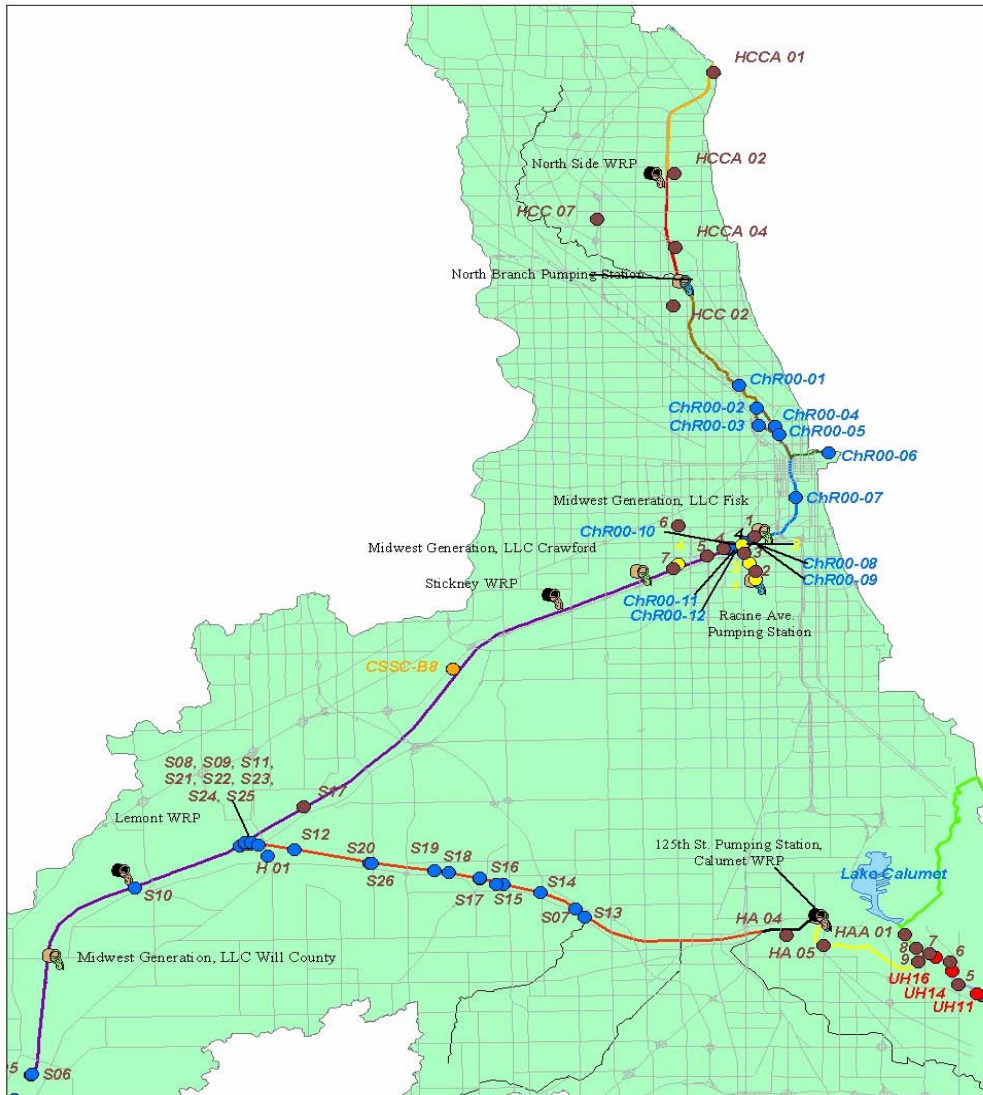 HCCA 01
North Side WRP
HCCA 02
HCC 07
HCCA 04
North Branch Pumping Station
HCC 02
ChR00-01
ChR00-02
ChR00-04
ChR00-03
ChR00-05
ChR00-06
Midwest Generation, LLC Fisk
ChR00-07
6
1
ChR00-10
4
4
Midwest Generation, LLC Crawford
5
3
ChR00-08
7
2
ChR00-09
Stickney WRP
ChR00-11
ChR00-12
Racine Ave.
Pumping Station
CSSC-B8
S08, S09, S11,
S21, S22, S23,
S24, S25
S17
Lemont WRP
S12
S20
S19
S18
S16
125th St. Pumping Station,
Calumet WRP
Lake Calumet
H 01
S26
S17
S15
S14
S10
S07
S13
HA 04
HAA 01
HA 05
8
7
6
9
5
UH16
UH14
UH11
Midwest Generation, LLC Will County
S06